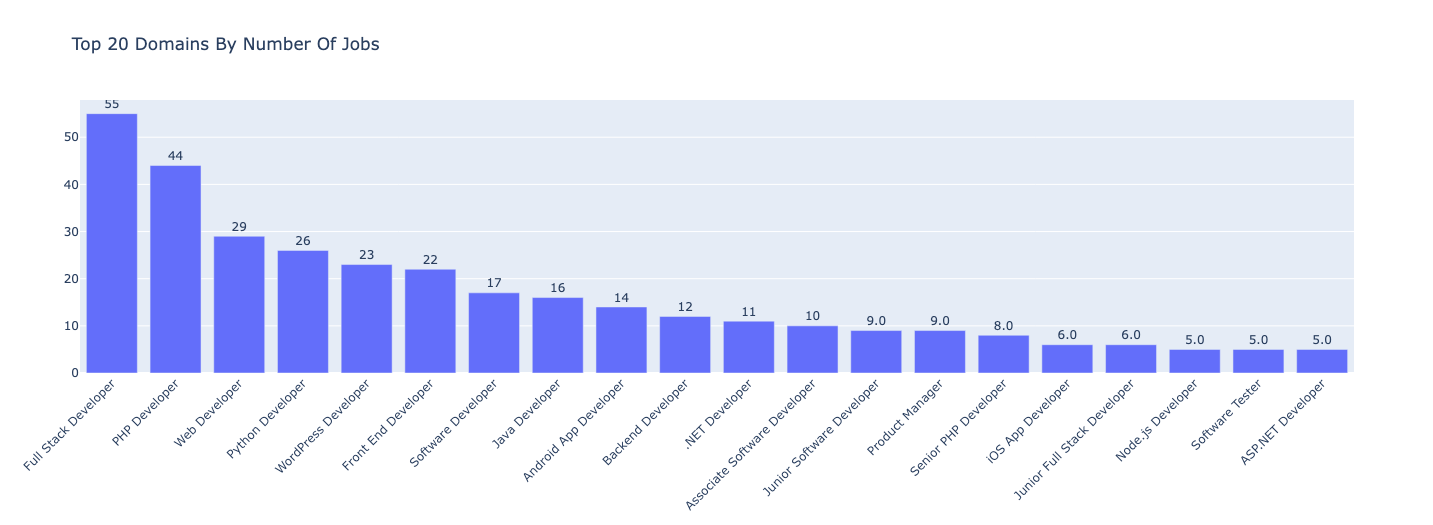 Top 20 Domains By Number Of Jobs
55
44
29
26
23
22
17
16
14
12
11
10
9.0
9.0
8.0
6.0
6.0
5.0
5.0
5.0
50
40
30
20
10
0
Full Stack Developer
PHP Developer
Web Developer
Python Developer
WordPress Developer
Front End Developer
Software Developer
Java Developer
Android App Developer
Backend Developer
.NET Developer
Associate Software Developer
Junior Software Developer
Product Manager
Senior PHP Developer
iOS App Developer
Junior Full Stack Developer
Node.js Developer
Software Tester
ASP.NET Developer